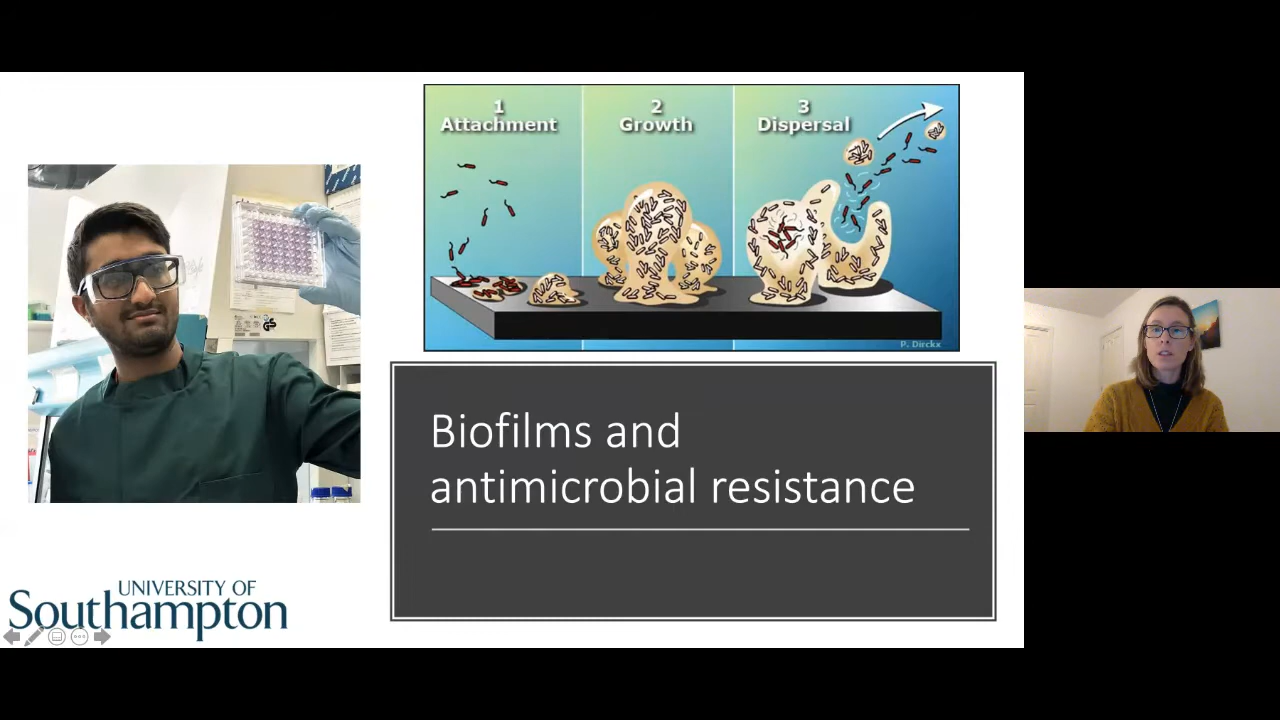 1
Attachment
2
Growth
3
Dispersal
P. Dirckx
Biofilms and
antimicrobial resistance
UNIVERSITY OF
Southampton